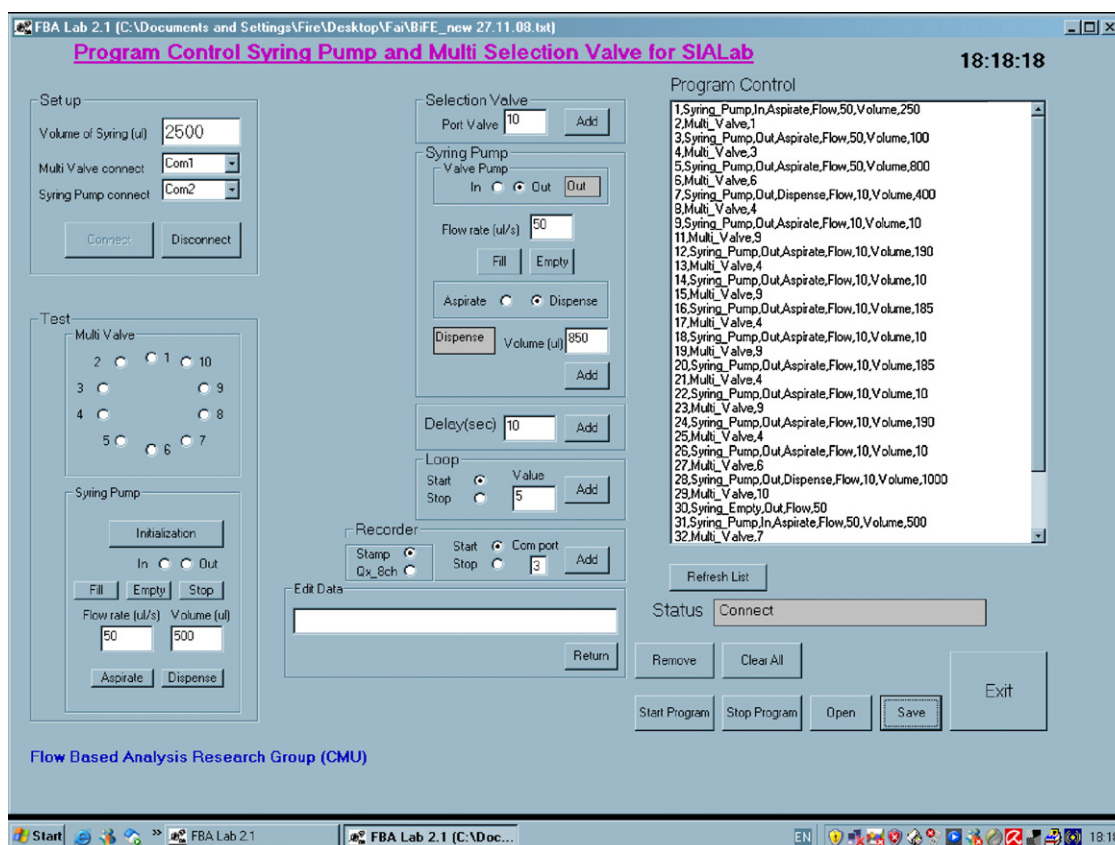 FBA Lab 2.1 (C:\Documents and Settings\Fire\Desktop\Fai\BiFE_new 27.11.08.txt)
Program Control Syring Pump and Multi Selection Valve for SIALab
18:18:18
Set up
Volume of Syring (ul) 2500
Multi Valve connect Com1
Syring Pump connect Com2
Connect Disconnect
Test
Multi Valve
1
2
3
4
5
6
7
8
9
10
Syring Pump
Initialization
In Out
Fill Empty Stop
Flow rate (ul/s) Volume (ul)
50 500
Aspirate Dispense
Selection Valve
Port Valve 10 Add
Syring Pump
Valve Pump
In Out Out
Flow rate (ul/s) 50
Fill Empty
Aspirate Dispense
Dispense Volume (ul) 850
Add
Delay(sec) 10 Add
Loop
Start Value
Stop 5 Add
Recorder
Stamp Start Com port
Qx_8ch Stop 3 Add
Edit Data
Return
Program Control
1,Syring_Pump,In,Aspirate,Flow,50,Volume,250
2,Multi_Valve,1
3,Syring_Pump,Out,Aspirate,Flow,50,Volume,100
4,Multi_Valve,3
5,Syring_Pump,Out,Aspirate,Flow,50,Volume,800
6,Multi_Valve,6
7,Syring_Pump,Out,Dispense,Flow,10,Volume,400
8,Multi_Valve,4
9,Syring_Pump,Out,Aspirate,Flow,10,Volume,10
11,Multi_Valve,9
12,Syring_Pump,Out,Aspirate,Flow,10,Volume,190
13,Multi_Valve,4
14,Syring_Pump,Out,Aspirate,Flow,10,Volume,10
15,Multi_Valve,9
16,Syring_Pump,Out,Aspirate,Flow,10,Volume,185
17,Multi_Valve,4
18,Syring_Pump,Out,Aspirate,Flow,10,Volume,10
19,Multi_Valve,9
20,Syring_Pump,Out,Aspirate,Flow,10,Volume,185
21,Multi_Valve,4
22,Syring_Pump,Out,Aspirate,Flow,10,Volume,10
23,Multi_Valve,9
24,Syring_Pump,Out,Aspirate,Flow,10,Volume,190
25,Multi_Valve,4
26,Syring_Pump,Out,Aspirate,Flow,10,Volume,10
27,Multi_Valve,6
28,Syring_Pump,Out,Dispense,Flow,10,Volume,1000
29,Multi_Valve,10
30,Syring_Empty,Out,Flow,50
31,Syring_Pump,In,Aspirate,Flow,50,Volume,500
32,Multi_Valve,7
Refresh List
Status Connect
Remove Clear All
Start Program Stop Program Open Save
Exit
Flow Based Analysis Research Group (CMU)
Start » FBA Lab 2.1 FBA Lab 2.1 (C:\Doc... EN 18:18